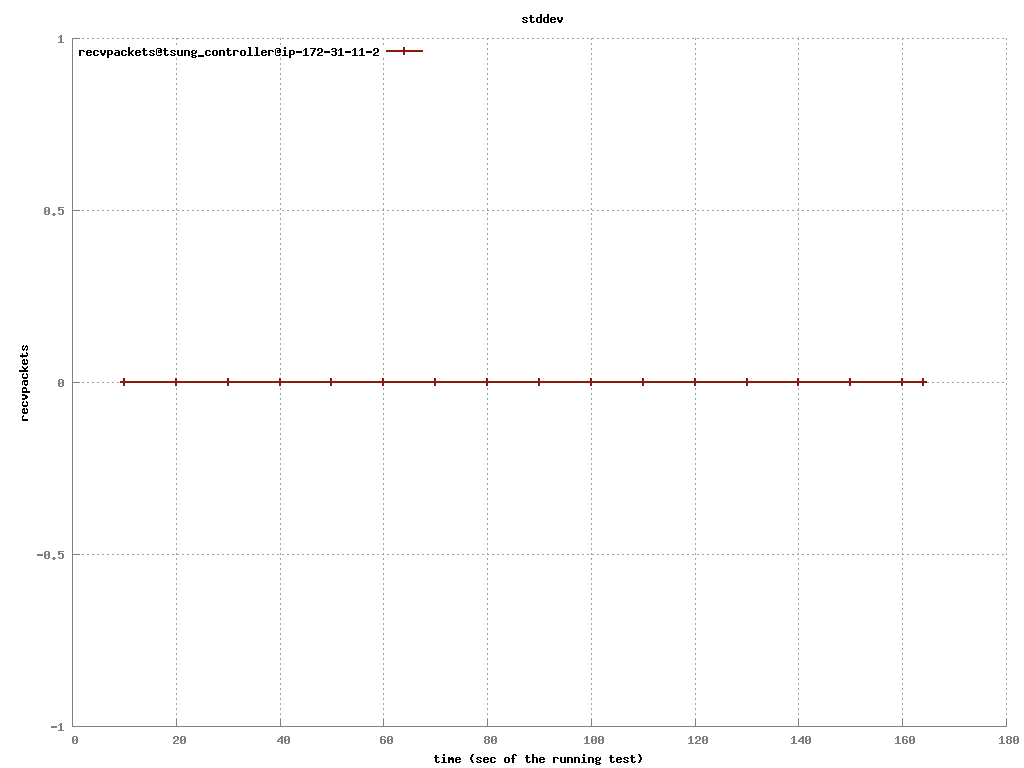 stddev
1
recvpackets@tsung_controller@ip-172-31-11-2
0.5
0
-0.5
-1
recvpackets
0 20 40 60 80 100 120 140 160 180
time (sec of the running test)